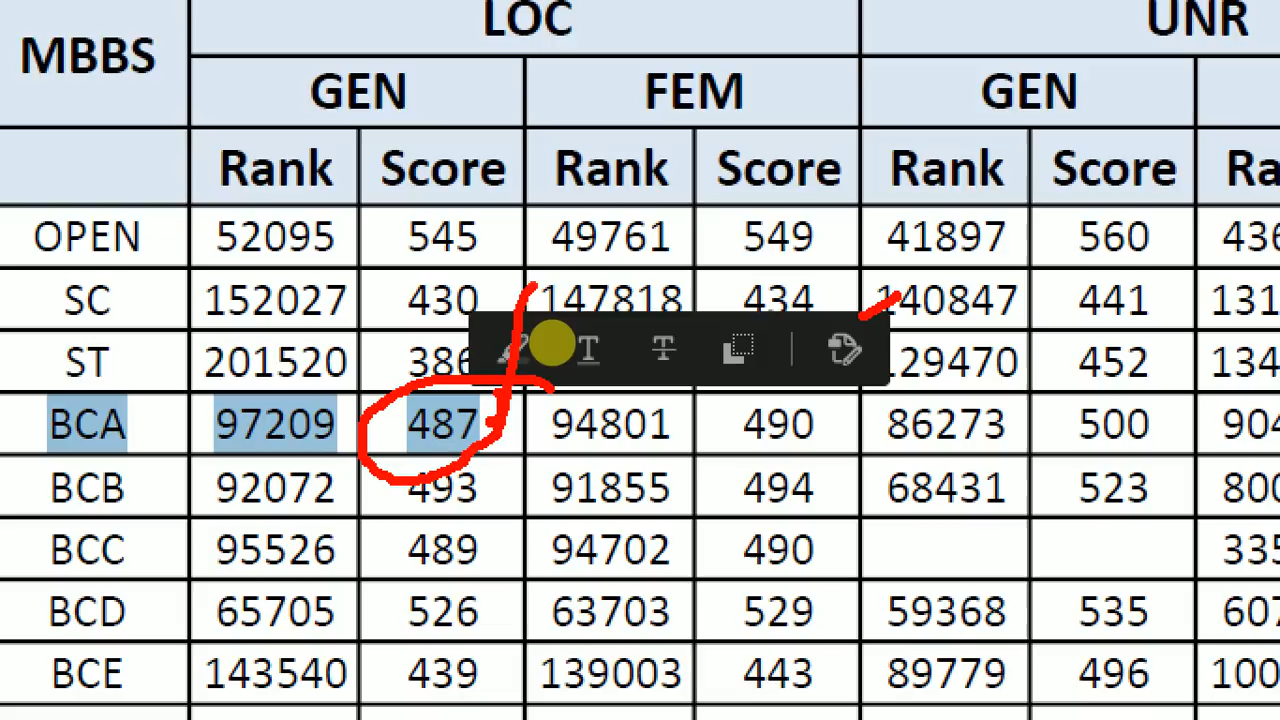 MBBS LOC UNR
GEN FEM GEN
Rank Score Rank Score Rank Score
OPEN 52095 545 49761 549 41897 560
SC 152027 430 147818 434 140847 441
ST 201520 386 129470 452
BCA 97209 487 94801 490 86273 500
BCB 92072 493 91855 494 68431 523
BCC 95526 489 94702 490
BCD 65705 526 63703 529 59368 535
BCE 143540 439 139003 443 89779 496